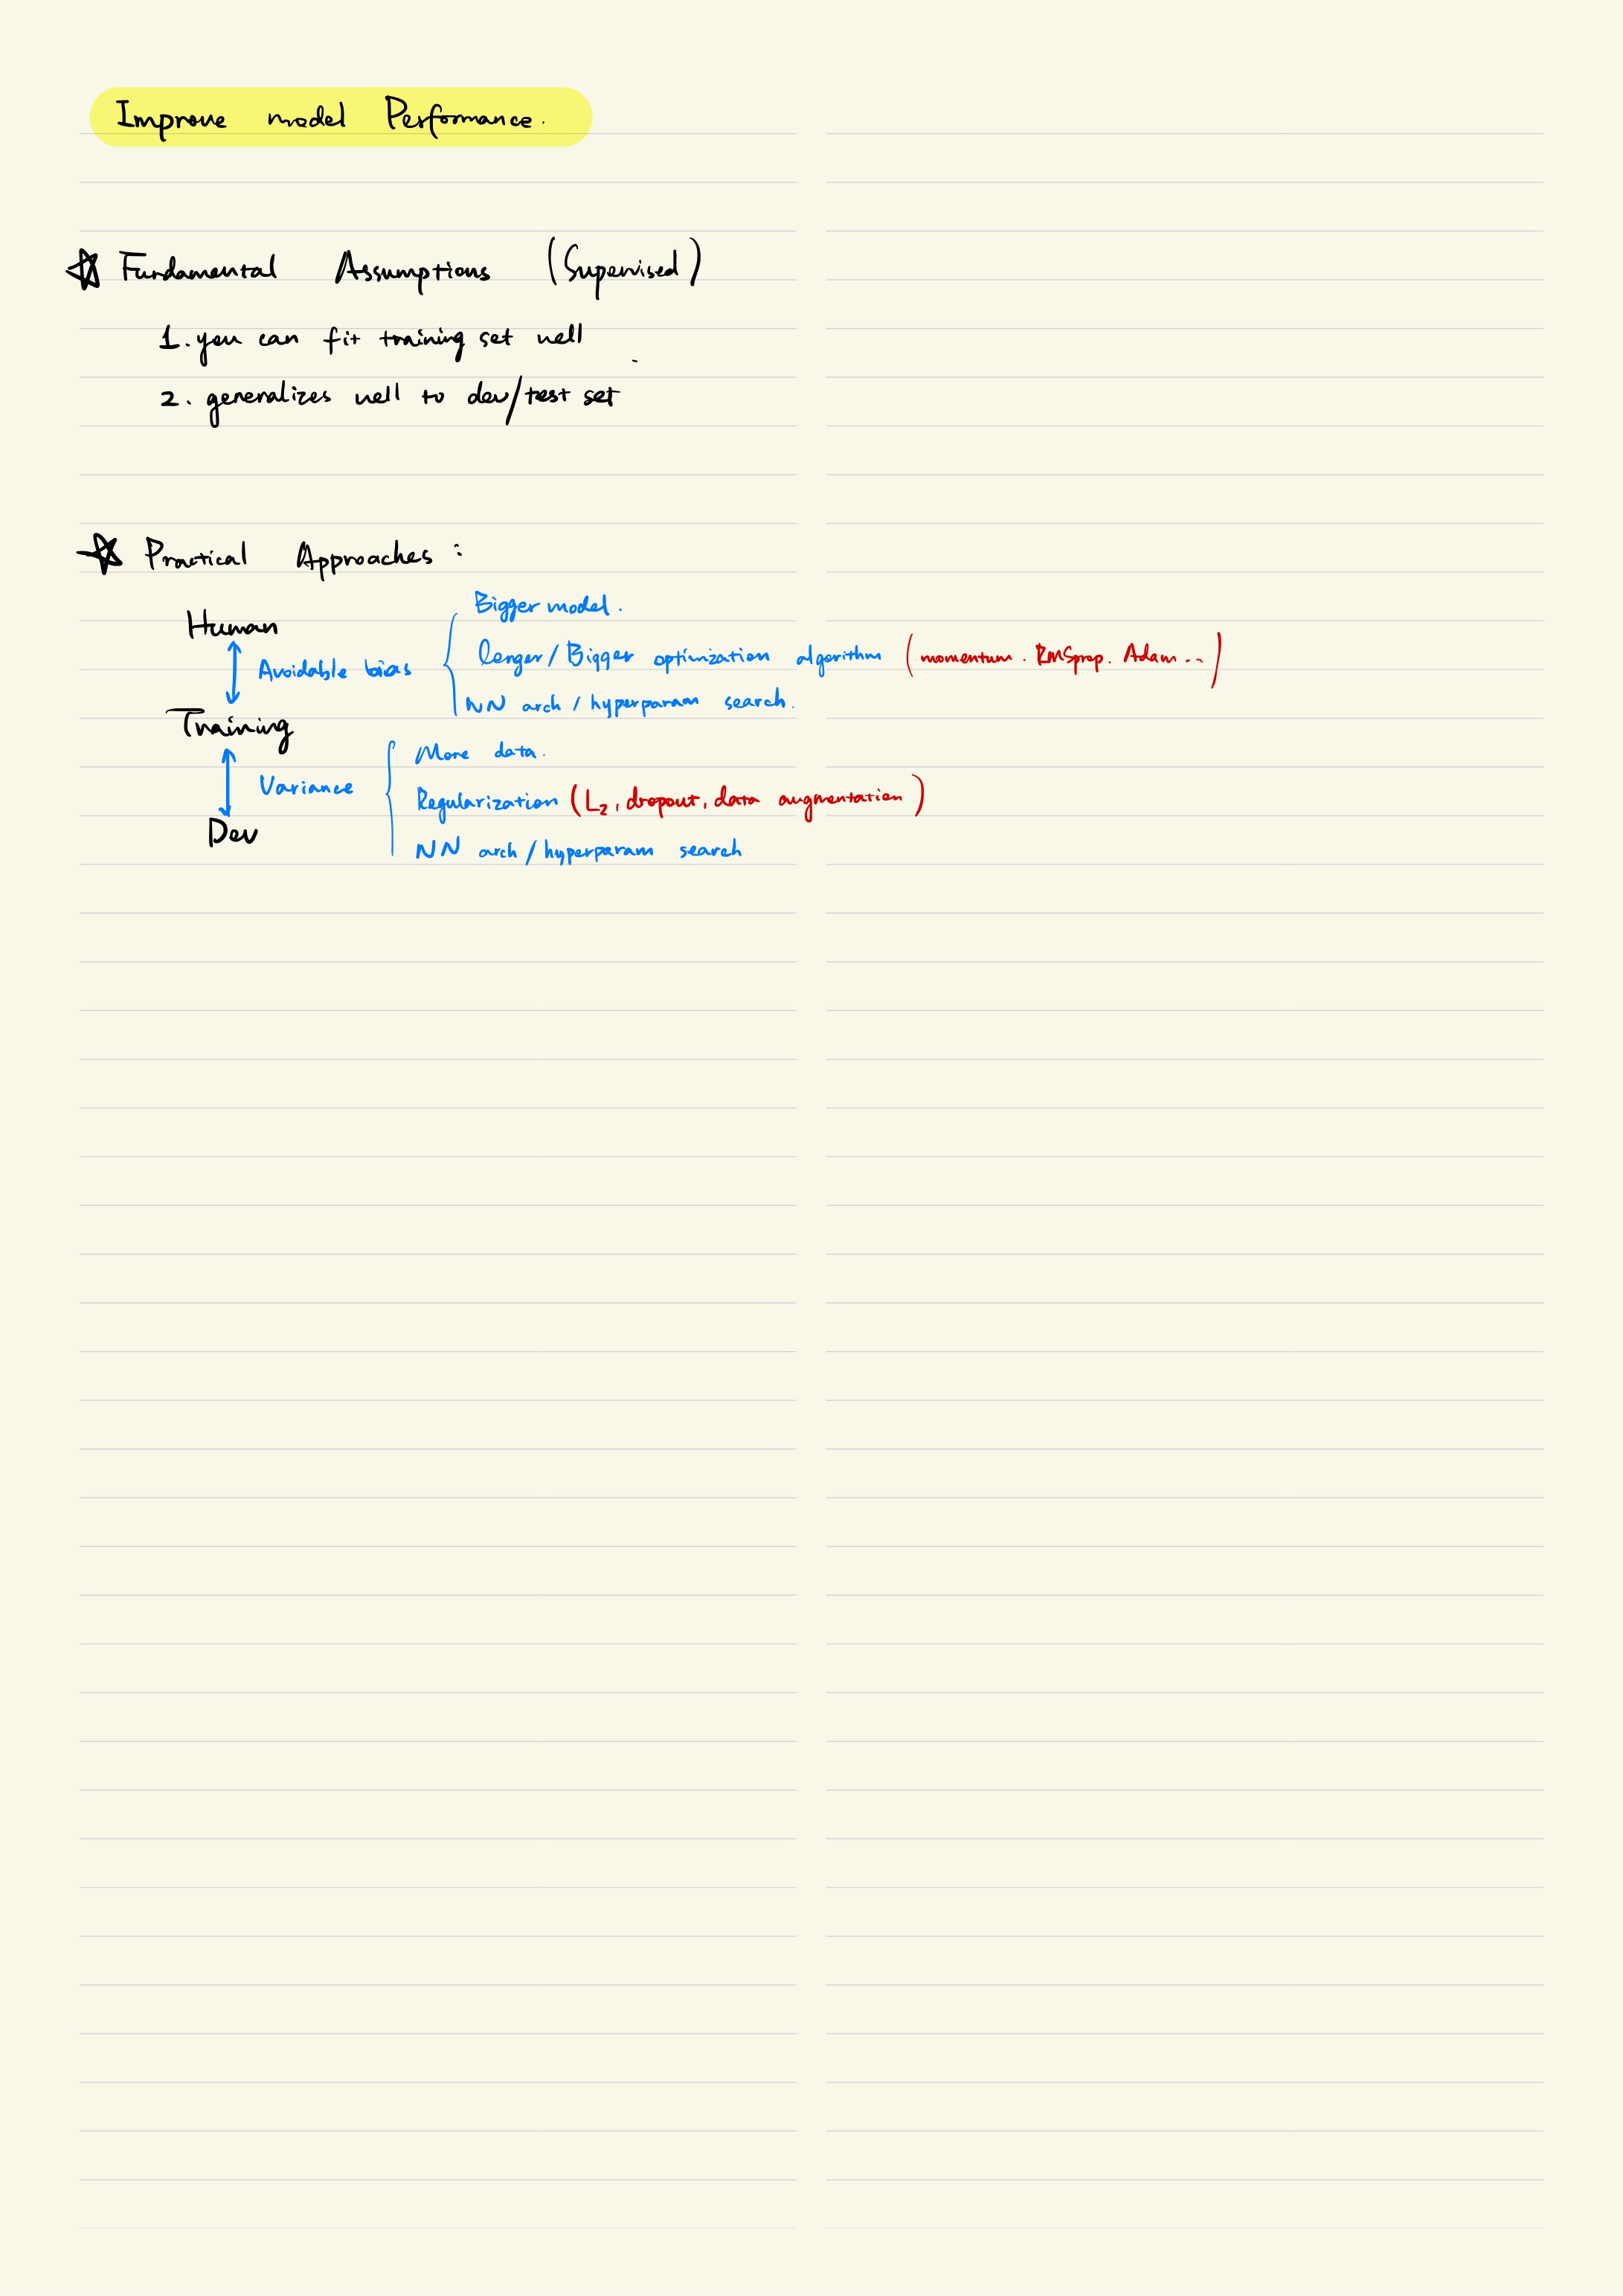 Improve model Performance.
Fundamental Assumptions (Supervised)
1. you can fit training set well
2. generalizes well to dev/test set
Practical Approaches:
Human
Avoidable bias
Bigger model.
longer/Bigger optimization algorithm (momentum. RMSprop. Adam..)
NN arch/hyperparam search.
Training
Variance
More data.
Regularization (L2, dropout, data augmentation)
NN arch/hyperparam search
Dev